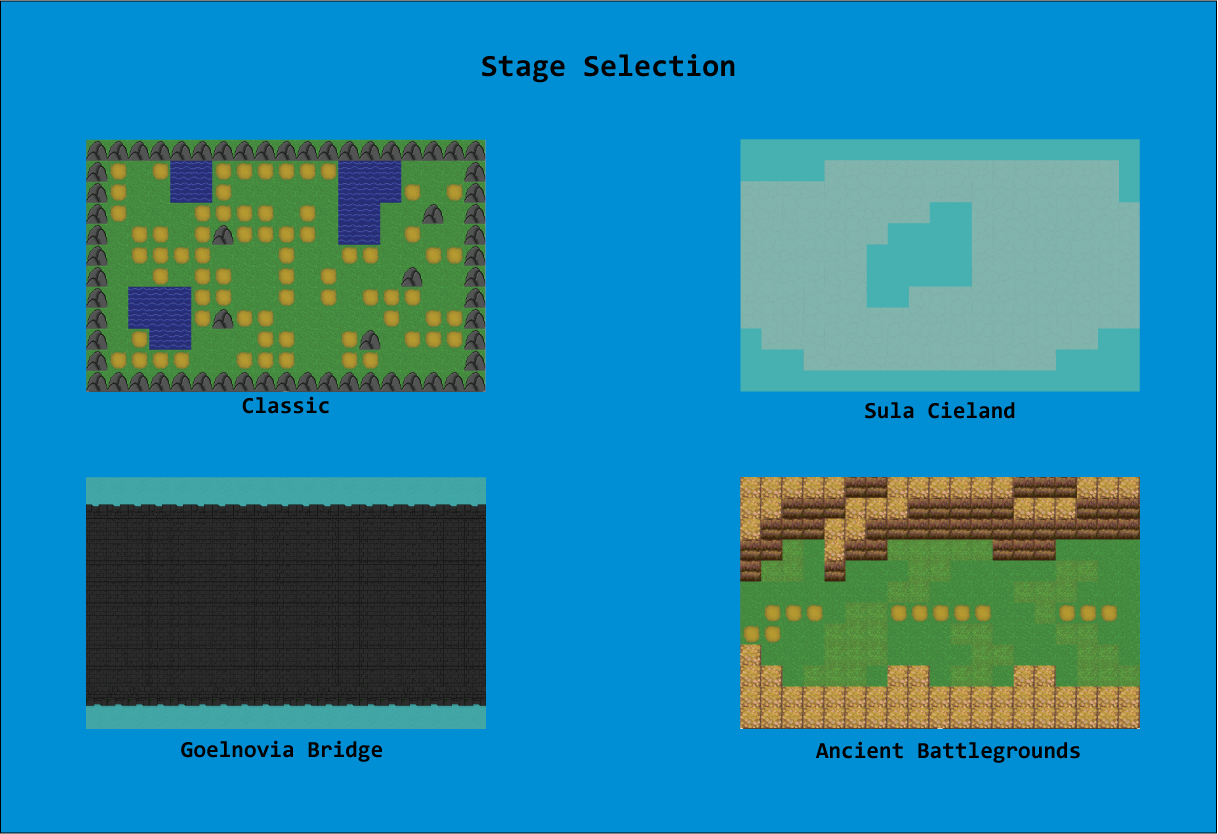 Stage Selection
Classic
Sula Cieland
Goelnovia Bridge
Ancient Battlegrounds